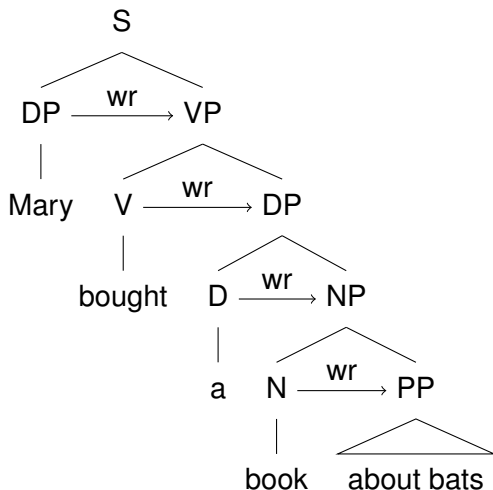 S
DP wr VP
Mary V wr DP
bought D wr NP
a N wr PP
book about bats